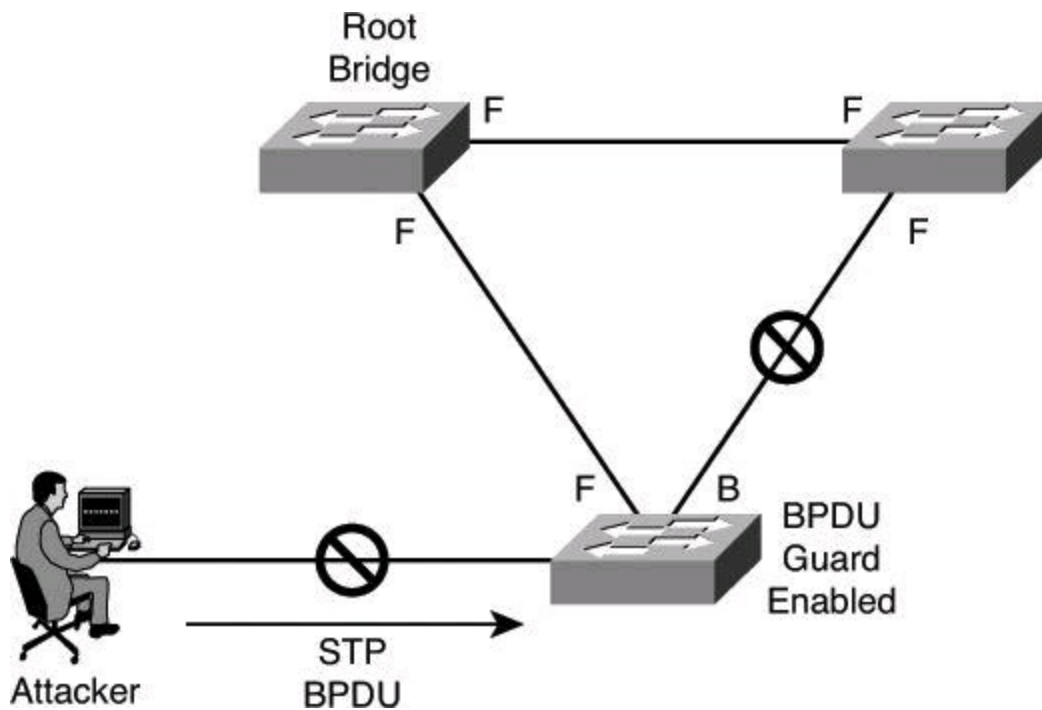 Root
Bridge
F
F
F
F
F
B
BPDU
Guard
Enabled
STP
BPDU
Attacker